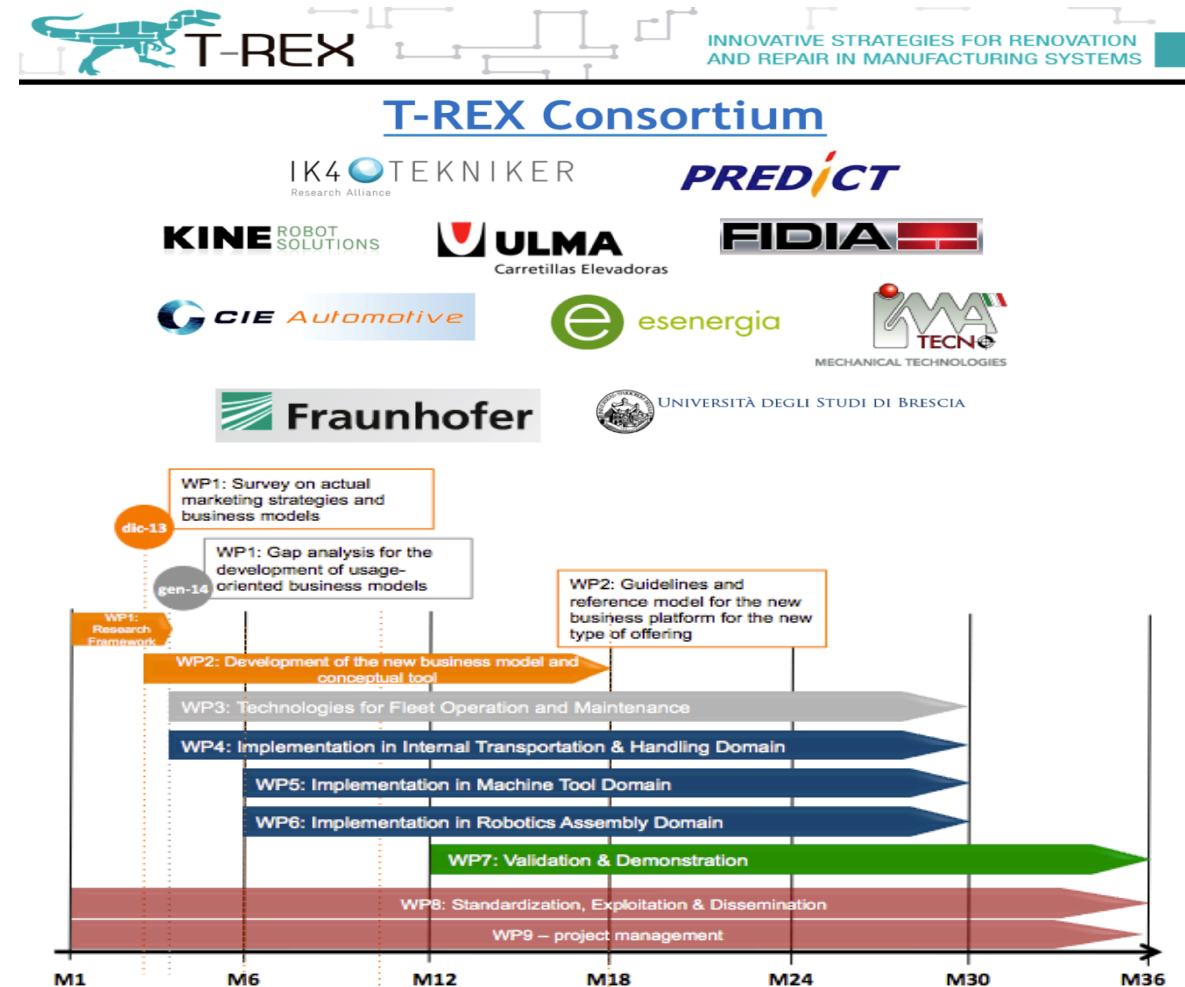 T-REX
INNOVATIVE STRATEGIES FOR RENOVATION
AND REPAIR IN MANUFACTURING SYSTEMS
T-REX Consortium
IK4 TEKNIKER
Research Alliance
PREDiCT
KINE ROBOT
SOLUTIONS
ULMA
Carretillas Elevadoras
FIDIA
CIE Automotive
e esenergia
iMA
TECNO
MECHANICAL TECHNOLOGIES
Fraunhofer
UNIVERSITÀ DEGLI STUDI DI BRESCIA
WP1: Survey on actual
marketing strategies and
business models
dic-13
WP1: Gap analysis for the
development of usage-
oriented business models
gen-14
WP2: Guidelines and
reference model for the new
business platform for the new
type of offering
WP1:
Research
Framework
WP2: Development of the new business model and
conceptual tool
WP3: Technologies for Fleet Operation and Maintenance
WP4: Implementation in Internal Transportation & Handling Domain
WP5: Implementation in Machine Tool Domain
WP6: Implementation in Robotics Assembly Domain
WP7: Validation & Demonstration
WP8: Standardization, Exploitation & Dissemination
WP9 – project management
M1 M6 M12 M18 M24 M30 M36